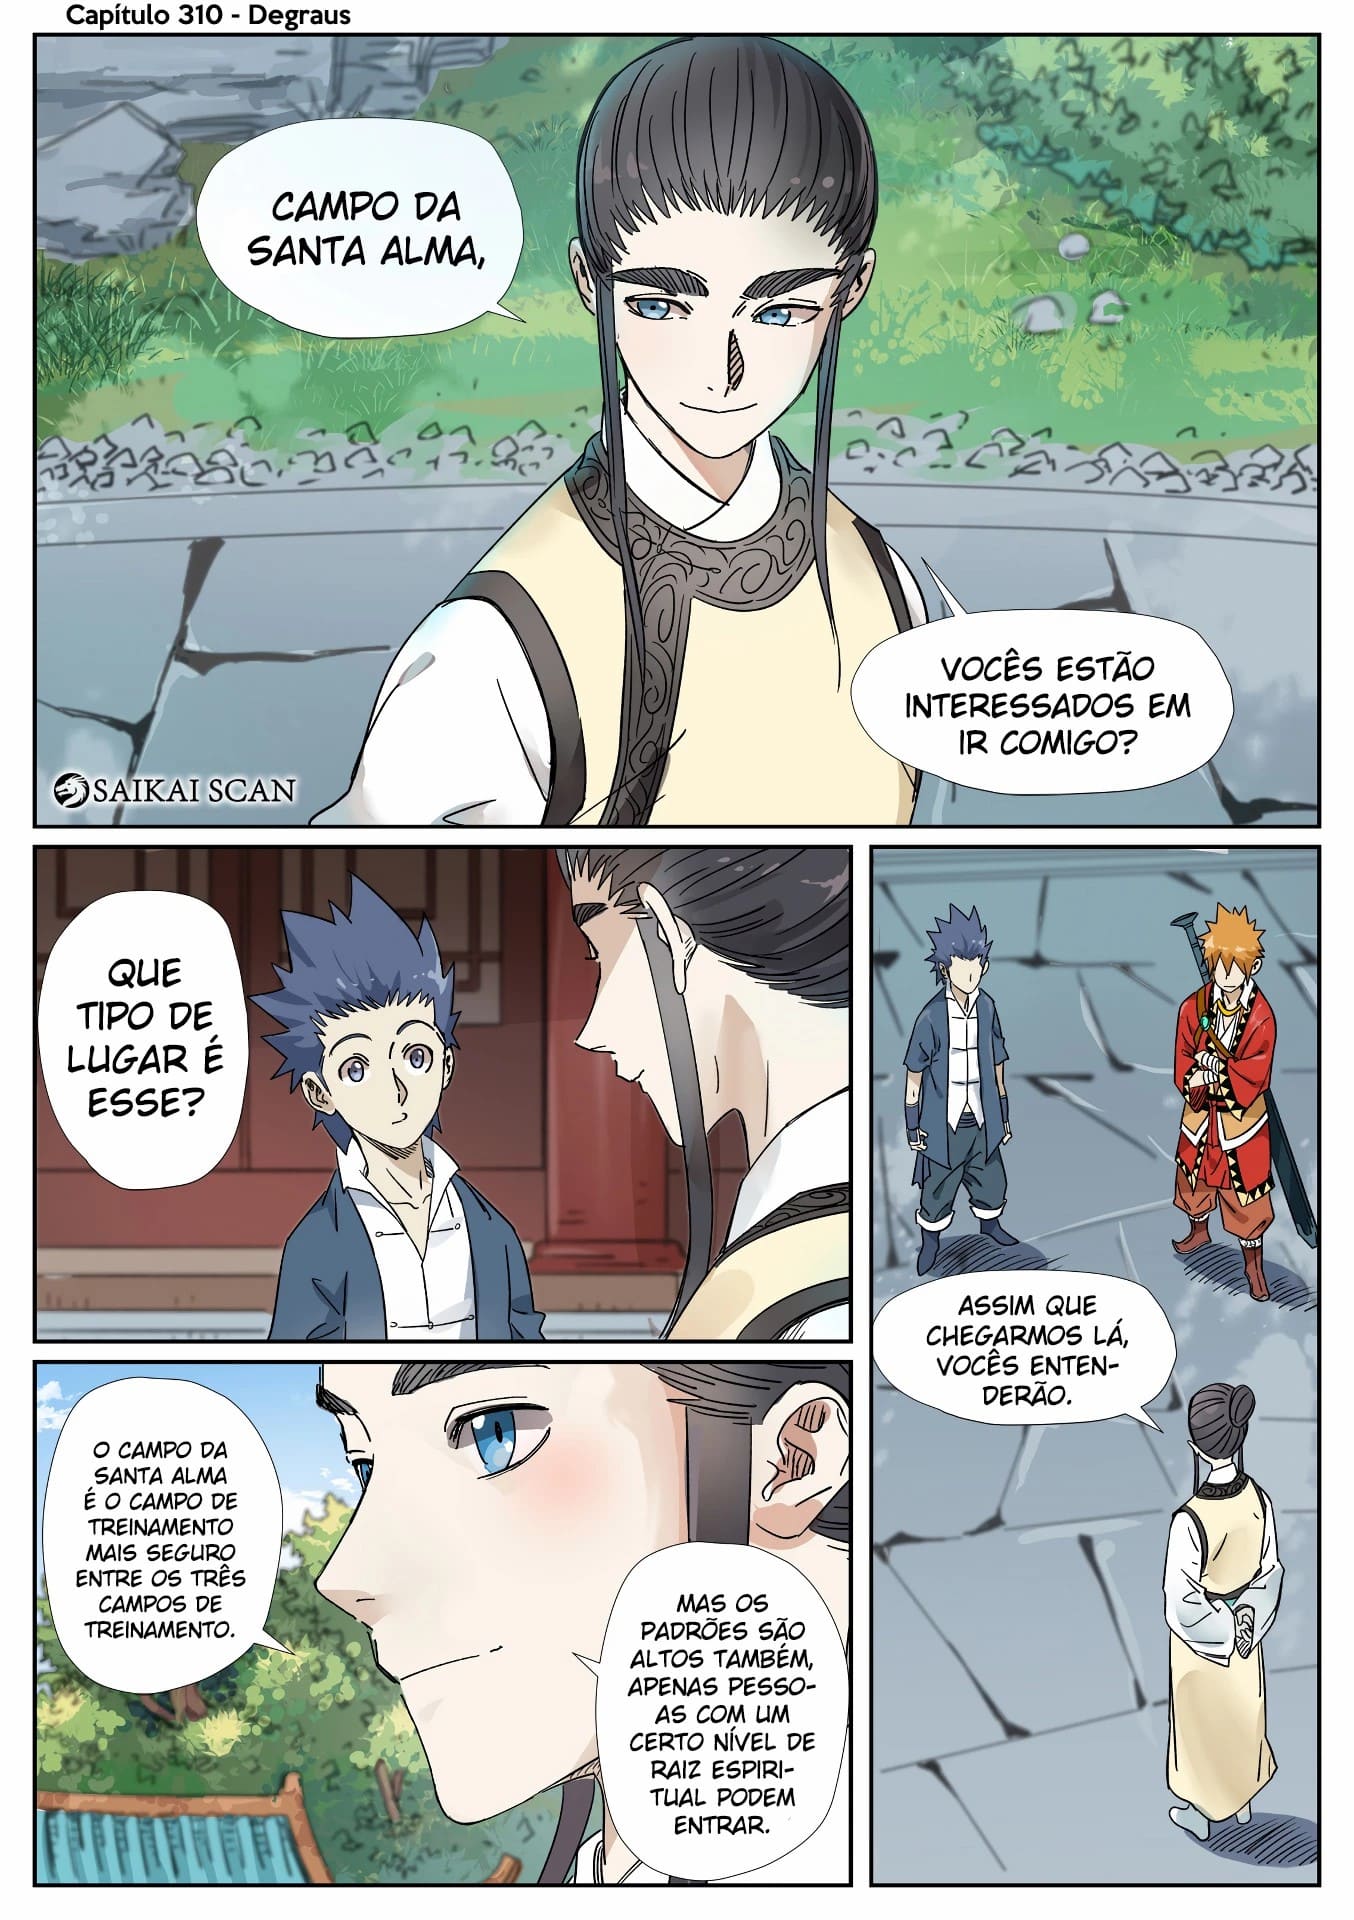 Capítulo 310 - Degraus
CAMPO DA
SANTA ALMA,
VOCÊS ESTÃO
INTERESSADOS EM
IR COMIGO?
SAIKAI SCAN
QUE
TIPO DE
LUGAR É
ESSE?
ASSIM QUE
CHEGARMOS LÁ,
VOCÊS ENTEN-
DERÃO.
O CAMPO DA
SANTA ALMA
É O CAMPO DE
TREINAMENTO
MAIS SEGURO
ENTRE OS TRÊS
CAMPOS DE
TREINAMENTO.
MAS OS
PADRÕES SÃO
ALTOS TAMBÉM,
APENAS PESSO-
AS COM UM
CERTO NÍVEL DE
RAIZ ESPIRI-
TUAL PODEM
ENTRAR.